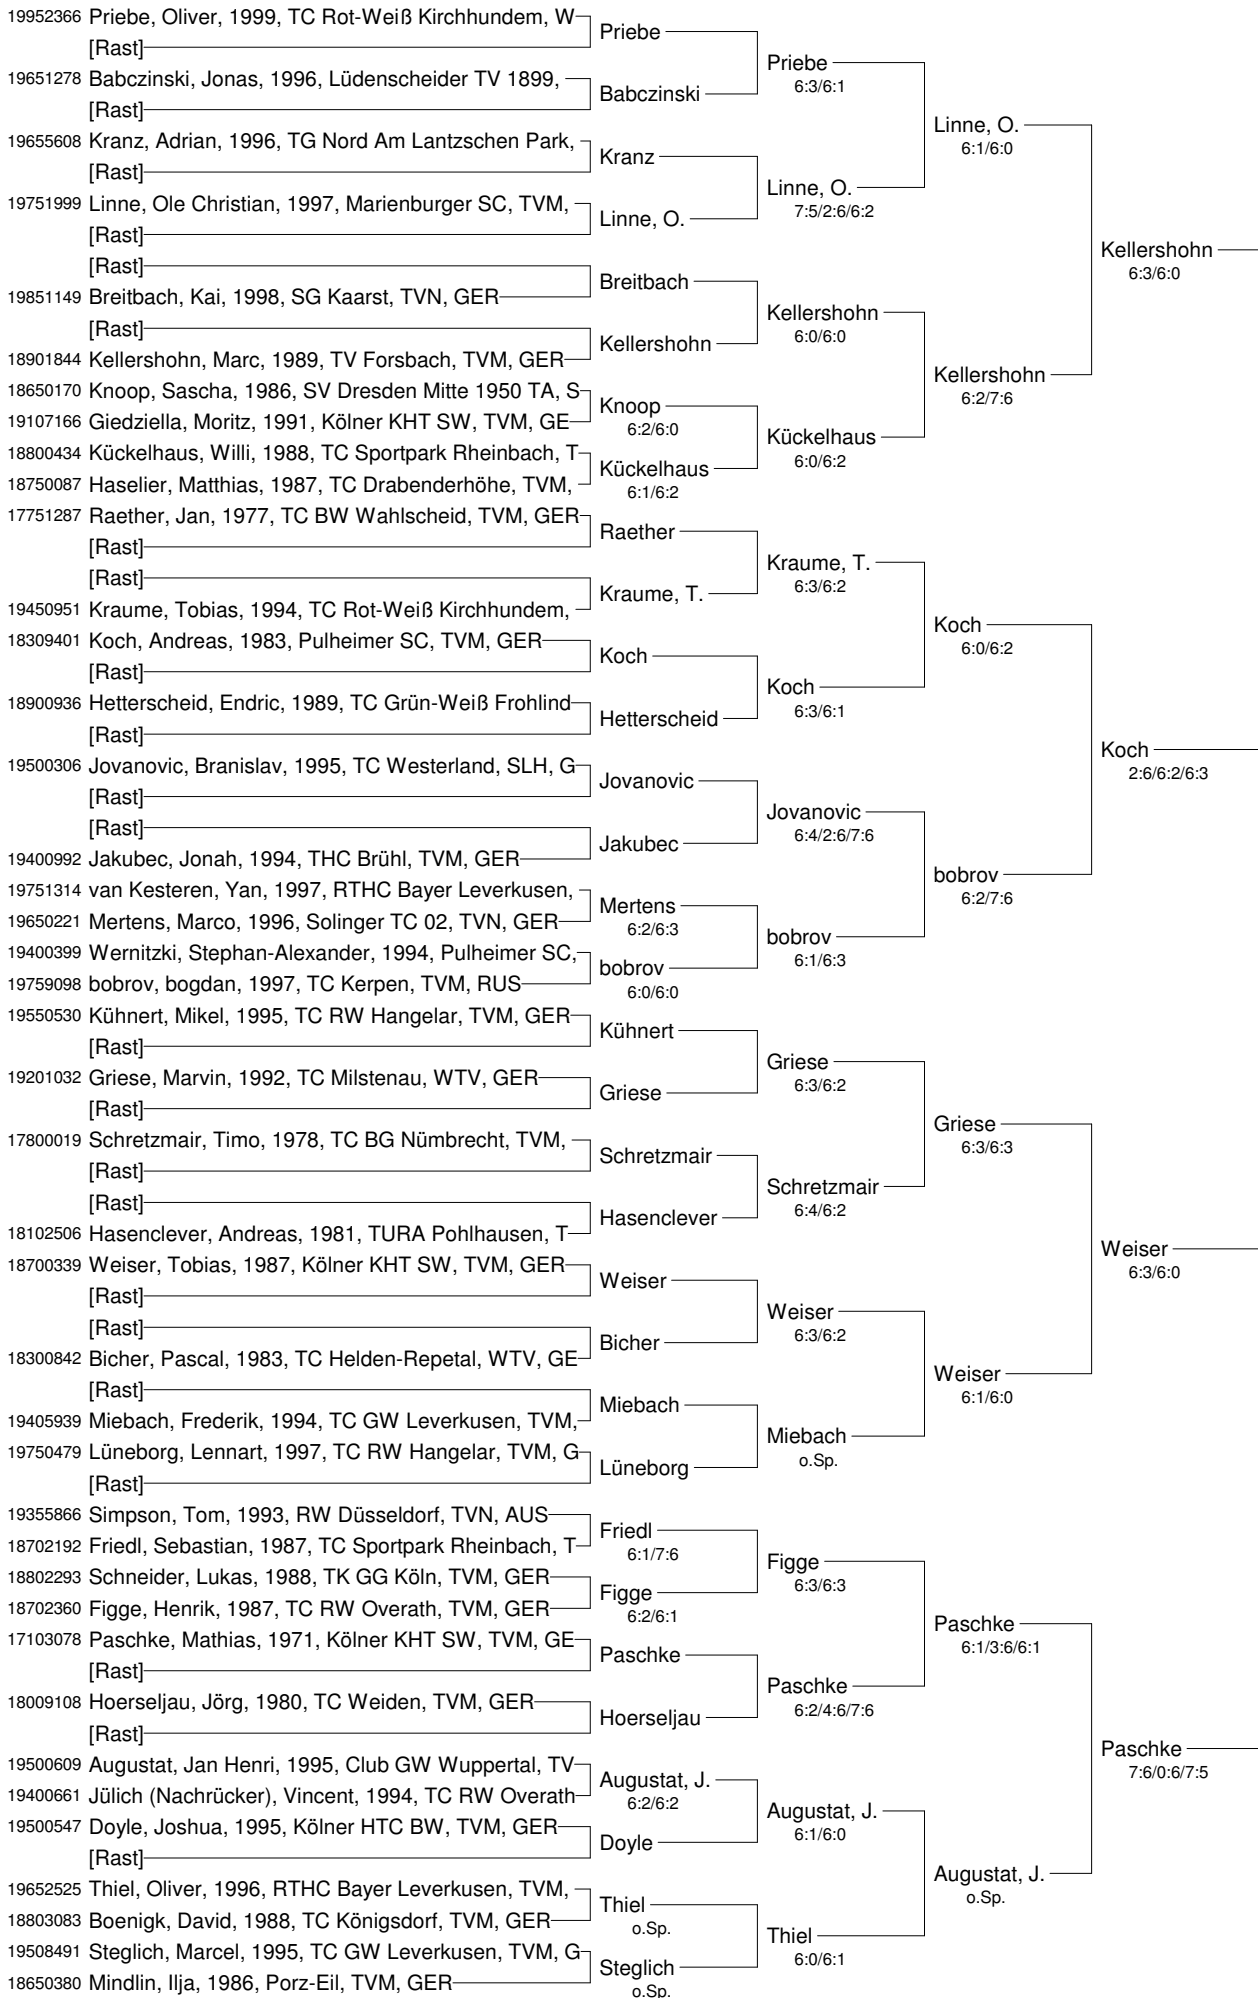 19952366 Priebe, Oliver, 1999, TC Rot-Weiß Kirchhundem, W
[Rast]
19651278 Babczinski, Jonas, 1996, Lüdenscheider TV 1899,
[Rast]
19655608 Kranz, Adrian, 1996, TG Nord Am Lantzschen Park,
[Rast]
19751999 Linne, Ole Christian, 1997, Marienburger SC, TVM,
[Rast]
[Rast]
19851149 Breitbach, Kai, 1998, SG Kaarst, TVN, GER
[Rast]
18901844 Kellershohn, Marc, 1989, TV Forsbach, TVM, GER
18650170 Knoop, Sascha, 1986, SV Dresden Mitte 1950 TA, S
19107166 Giedziella, Moritz, 1991, Kölner KHT SW, TVM, GE
18800434 Kückelhaus, Willi, 1988, TC Sportpark Rheinbach, T
18750087 Haselier, Matthias, 1987, TC Drabenderhöhe, TVM,
17751287 Raether, Jan, 1977, TC BW Wahlscheid, TVM, GER
[Rast]
[Rast]
19450951 Kraume, Tobias, 1994, TC Rot-Weiß Kirchhundem,
18309401 Koch, Andreas, 1983, Pulheimer SC, TVM, GER
[Rast]
18900936 Hetterscheid, Endric, 1989, TC Grün-Weiß Frohlind
[Rast]
19500306 Jovanovic, Branislav, 1995, TC Westerland, SLH, G
[Rast]
[Rast]
19400992 Jakubec, Jonah, 1994, THC Brühl, TVM, GER
19751314 van Kesteren, Yan, 1997, RTHC Bayer Leverkusen,
19650221 Mertens, Marco, 1996, Solinger TC 02, TVN, GER
19400399 Wernitzki, Stephan-Alexander, 1994, Pulheimer SC,
19759098 bobrov, bogdan, 1997, TC Kerpen, TVM, RUS
19550530 Kühnert, Mikel, 1995, TC RW Hangelar, TVM, GER
[Rast]
19201032 Griese, Marvin, 1992, TC Milstenau, WTV, GER
[Rast]
17800019 Schretzmair, Timo, 1978, TC BG Nümbrecht, TVM,
[Rast]
[Rast]
18102506 Hasenclever, Andreas, 1981, TURA Pohlhausen, T
18700339 Weiser, Tobias, 1987, Kölner KHT SW, TVM, GER
[Rast]
[Rast]
18300842 Bicher, Pascal, 1983, TC Helden-Repetal, WTV, GE
[Rast]
19405939 Miebach, Frederik, 1994, TC GW Leverkusen, TVM,
19750479 Lüneborg, Lennart, 1997, TC RW Hangelar, TVM, G
[Rast]
19355866 Simpson, Tom, 1993, RW Düsseldorf, TVN, AUS
18702192 Friedl, Sebastian, 1987, TC Sportpark Rheinbach, T
18802293 Schneider, Lukas, 1988, TK GG Köln, TVM, GER
18702360 Figge, Henrik, 1987, TC RW Overath, TVM, GER
17103078 Paschke, Mathias, 1971, Kölner KHT SW, TVM, GE
[Rast]
18009108 Hoerseljau, Jörg, 1980, TC Weiden, TVM, GER
[Rast]
19500609 Augustat, Jan Henri, 1995, Club GW Wuppertal, TV
19400661 Jülich (Nachrücker), Vincent, 1994, TC RW Overath
19500547 Doyle, Joshua, 1995, Kölner HTC BW, TVM, GER
[Rast]
19652525 Thiel, Oliver, 1996, RTHC Bayer Leverkusen, TVM,
18803083 Boenigk, David, 1988, TC Königsdorf, TVM, GER
19508491 Steglich, Marcel, 1995, TC GW Leverkusen, TVM, G
18650380 Mindlin, Ilja, 1986, Porz-Eil, TVM, GER
Priebe
Babczinski
Kranz
Linne, O.
Breitbach
Kellershohn
Knoop
6:2/6:0
Kückelhaus
6:1/6:2
Raether
Kraume, T.
Koch
Hetterscheid
Jovanovic
Jakubec
Mertens
6:2/6:3
bobrov
6:0/6:0
Kühnert
Griese
Schretzmair
Hasenclever
Weiser
Bicher
Miebach
Lüneborg
Friedl
6:1/7:6
Figge
6:2/6:1
Paschke
Hoerseljau
Augustat, J.
6:2/6:2
Doyle
Thiel
o.Sp.
Steglich
o.Sp.
Priebe
6:3/6:1
Linne, O.
7:5/2:6/6:2
Kellershohn
6:0/6:0
Kückelhaus
6:0/6:2
Kraume, T.
6:3/6:2
Koch
6:3/6:1
Jovanovic
6:4/2:6/7:6
bobrov
6:1/6:3
Griese
6:3/6:2
Schretzmair
6:4/6:2
Weiser
6:3/6:2
Miebach
o.Sp.
Figge
6:3/6:3
Paschke
6:2/4:6/7:6
Augustat, J.
6:1/6:0
Thiel
6:0/6:1
Linne, O.
6:1/6:0
Kellershohn
6:2/7:6
Koch
6:0/6:2
bobrov
6:2/7:6
Griese
6:3/6:3
Weiser
6:1/6:0
Paschke
6:1/3:6/6:1
Augustat, J.
o.Sp.
Kellershohn
6:3/6:0
Koch
2:6/6:2/6:3
Weiser
6:3/6:0
Paschke
7:6/0:6/7:5